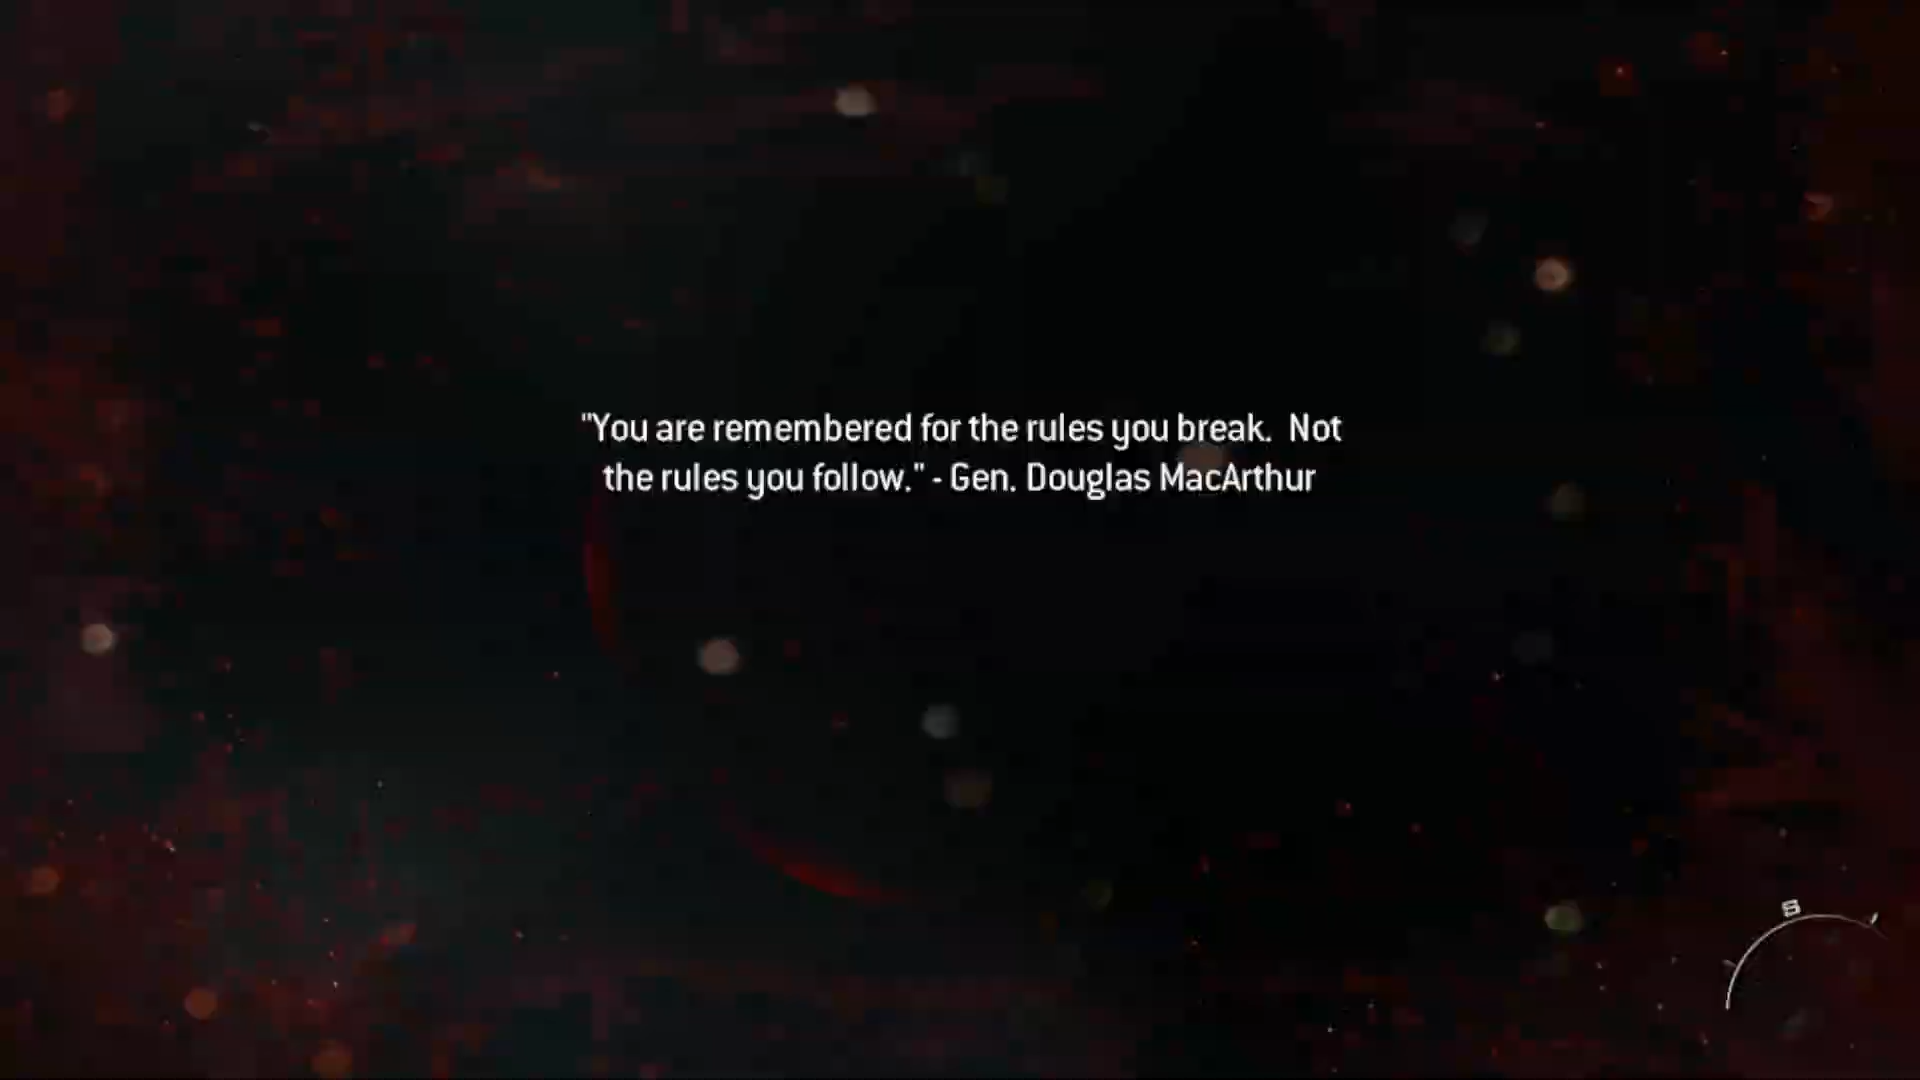 "You are remembered for the rules you break.  Not
the rules you follow." - Gen. Douglas MacArthur
S